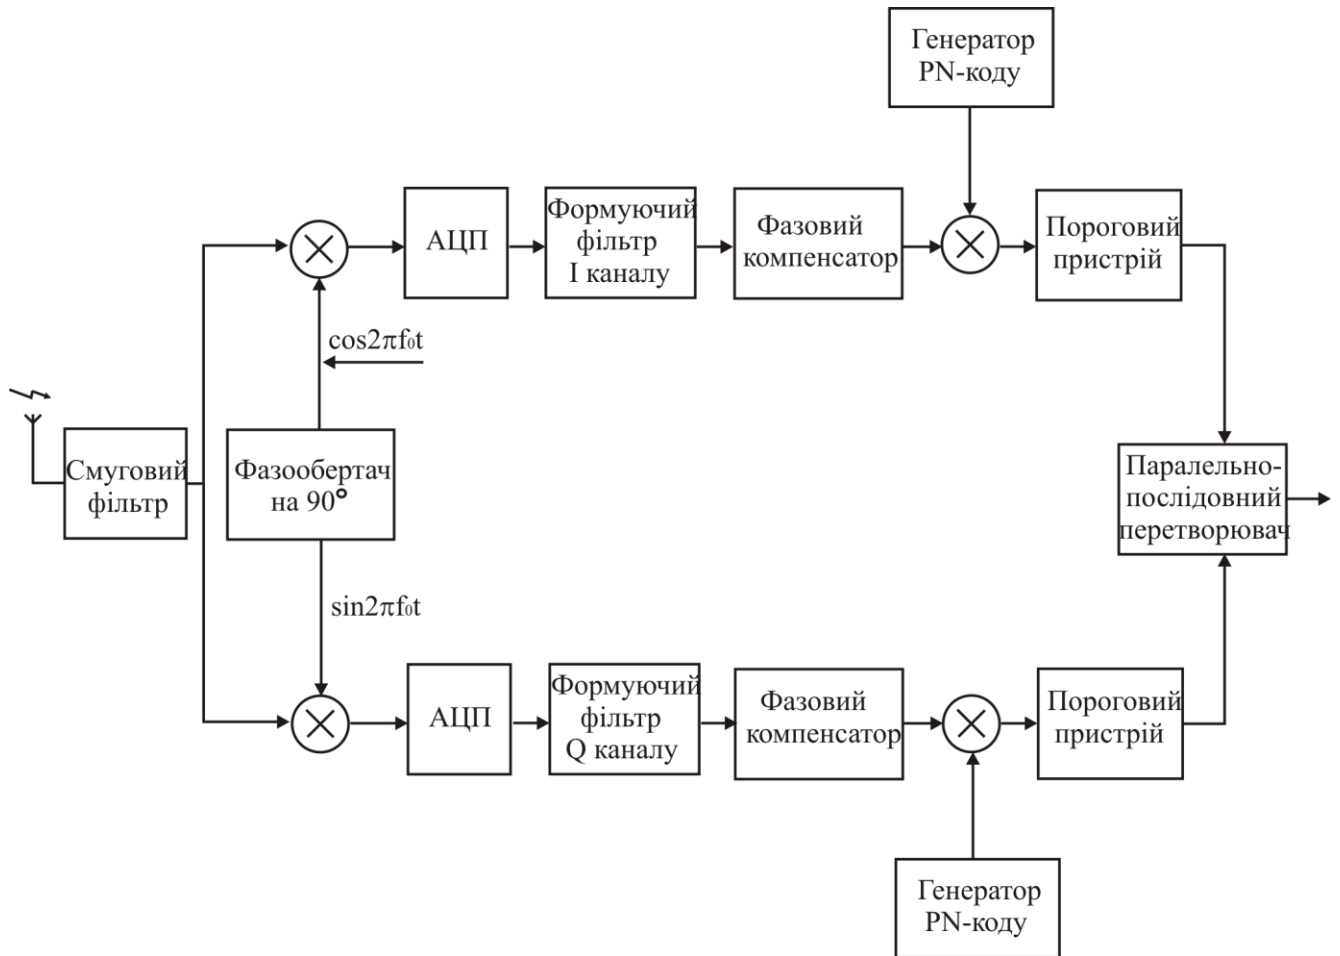 Генератор
PN-коду
АЦП
Формуючий
фільтр
I каналу
Фазовий
компенсатор
Пороговий
пристрій
cos2πf₀t
Смуговий
фільтр
Фазообертач
на 90°
Паралельно-
послідовний
перетворювач
sin2πf₀t
АЦП
Формуючий
фільтр
Q каналу
Фазовий
компенсатор
Пороговий
пристрій
Генератор
PN-коду